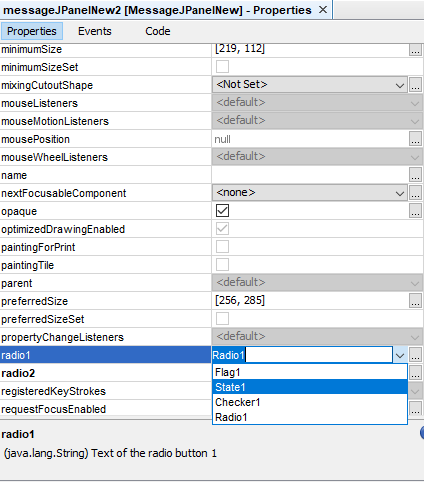 messageJPanelNew2 [MessageJPanelNew] - Properties ×
Properties Events Code
minimumSize [219, 112] ...
minimumSizeSet
mixingCutoutShape <Not Set> ...
mouseListeners <default>
mouseMotionListeners <default>
mousePosition null ...
mouseWheelListeners <default>
name ...
nextFocusableComponent <none> ...
opaque ...
optimizedDrawingEnabled
paintingForPrint
paintingTile
parent <default>
preferredSize [256, 285] ...
preferredSizeSet
propertyChangeListeners <default>
radio1 Radio1 ...
radio2 Flag1 ...
registeredKeyStrokes State1
requestFocusEnabled Checker1 ...
Radio1
radio1
(java.lang.String) Text of the radio button 1